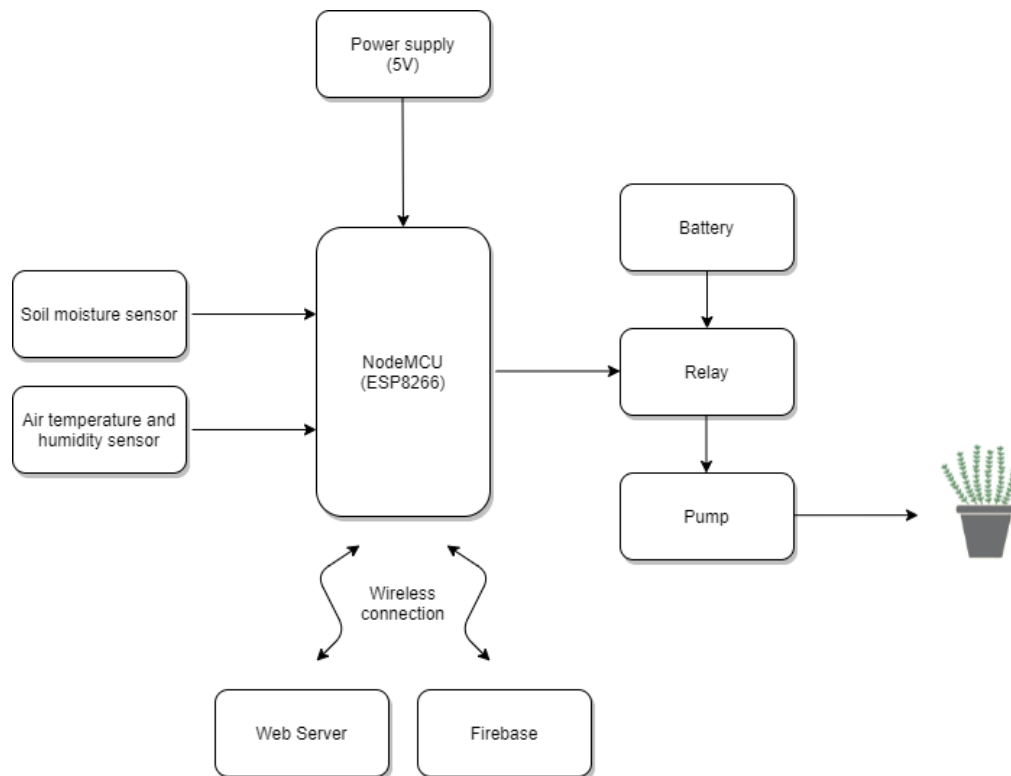 Power supply
(5V)
Battery
Soil moisture sensor
NodeMCU
(ESP8266)
Relay
Air temperature and
humidity sensor
Pump
Wireless
connection
Web Server
Firebase